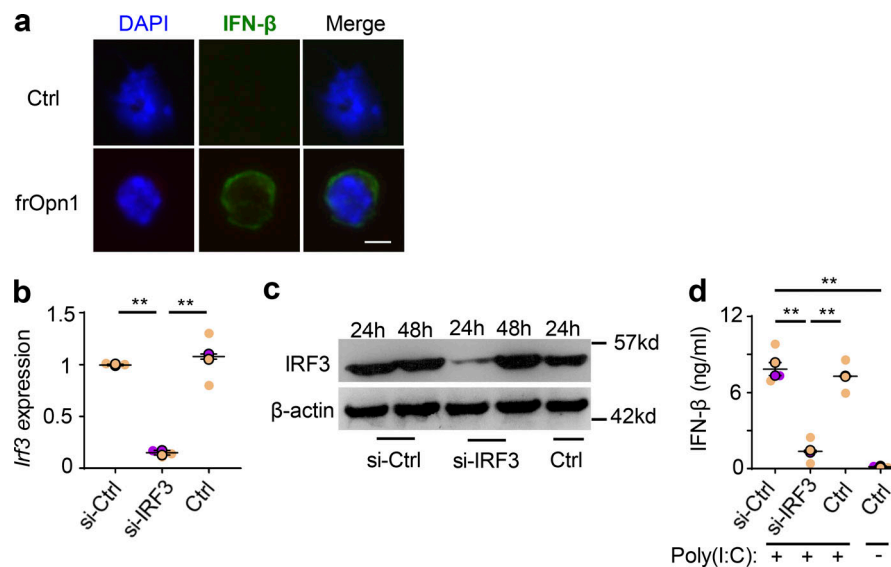 a
DAPI IFN-β Merge
Ctrl
frOpn1
b
** **
Irf3 expression
1.5
1
0.5
0
si-Ctrl si-IRF3 Ctrl
c
24h 48h 24h 48h 24h
57kd
IRF3
β-actin
42kd
si-Ctrl si-IRF3 Ctrl
d
**
** **
IFN-β (ng/ml)
12
6
0
si-Ctrl si-IRF3 Ctrl Ctrl
Poly(I:C): + + + -